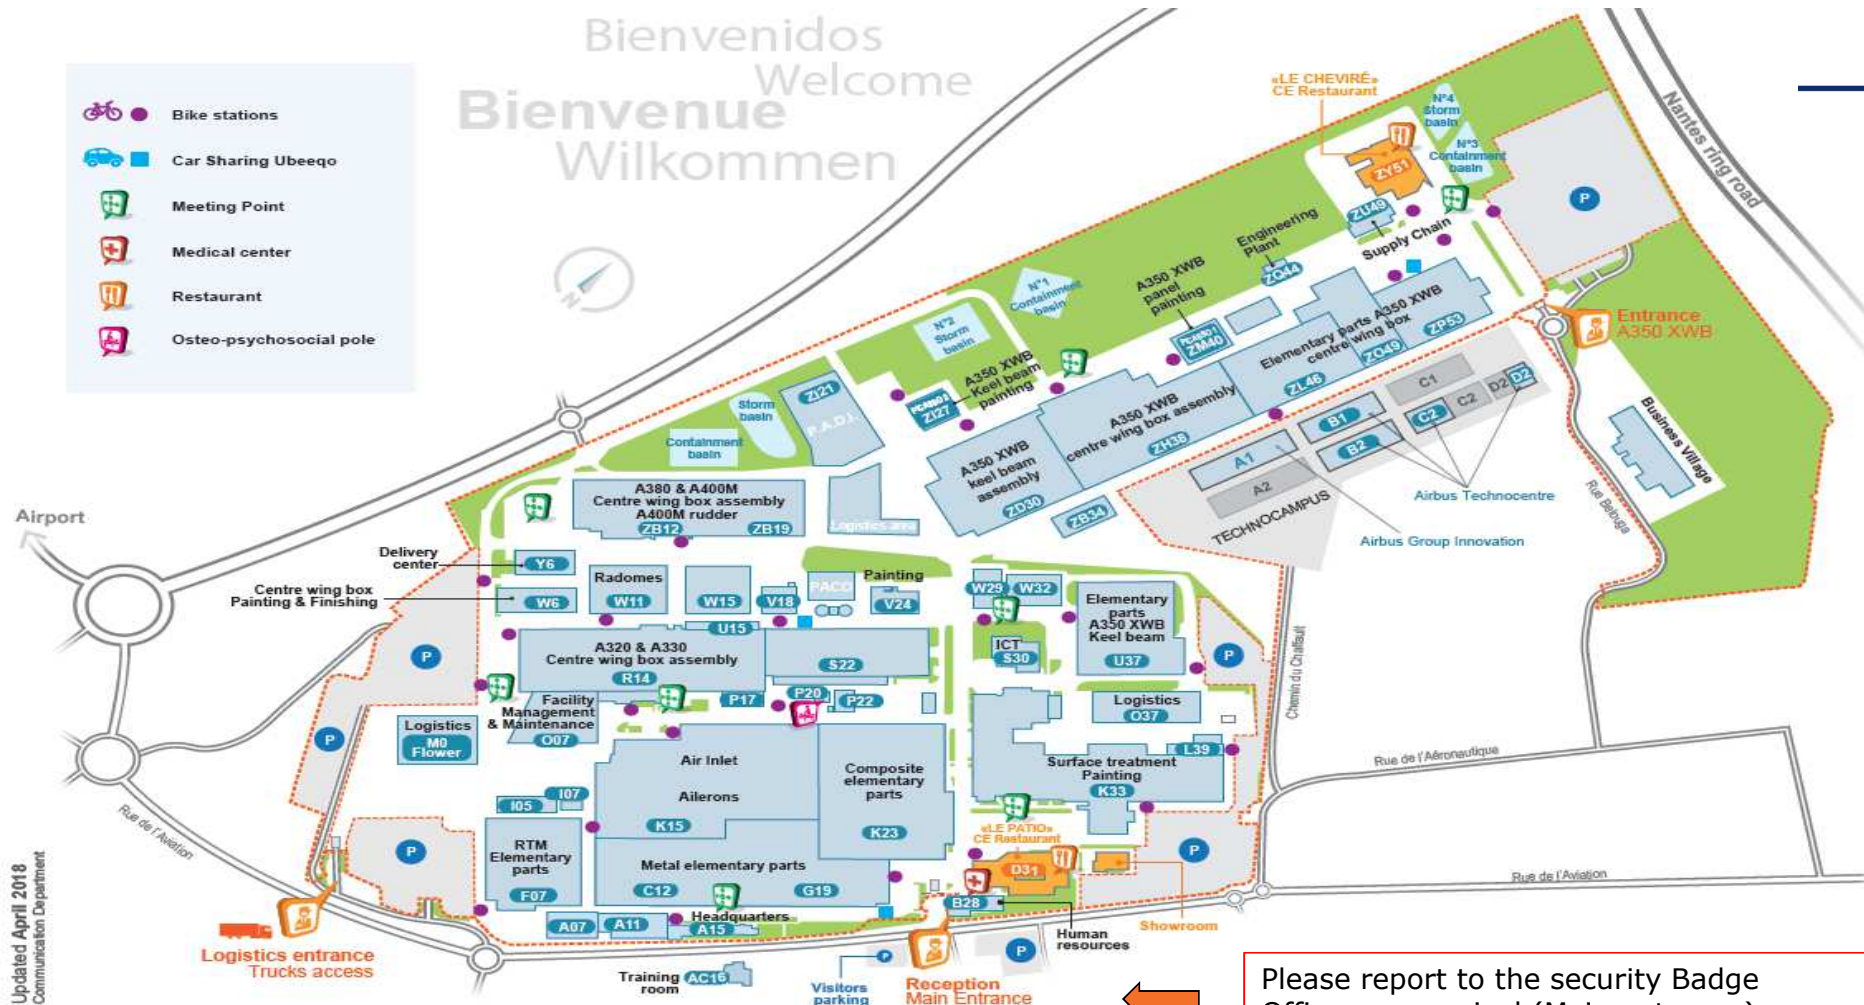 Bienvenidos
Welcome
Bienvenue
Wilkommen
Bike stations
Car Sharing Ubeeqo
Meeting Point
Medical center
Restaurant
Osteo-psychosocial pole
N
«LE CHEVIRÉ»
CE Restaurant
ZY51
N°4
Storm
basin
N°3
Containment
basin
Nantes ring road
P
ZU49
Supply Chain
Engineering
Plant
ZQ44
A350 XWB
panel
painting
ZM40
N°1
Containment
basin
N°2
Storm
basin
A350 XWB
Keel beam
painting
ZI27
Elementary parts A350 XWB
centre wing box
ZP53
ZO49
ZL46
Entrance
A350 XWB
A350 XWB
centre wing box assembly
ZH38
A350 XWB
keel beam
assembly
ZD30
ZB34
C1
D2
D2
C2
C2
B1
B2
A1
A2
TECHNOCAMPUS
Airbus Technocentre
Airbus Group Innovation
Business Village
Rue Belouga
Storm
basin
ZI21
P.A.D.I.
Containment
basin
A380 & A400M
Centre wing box assembly
A400M rudder
ZB12
ZB19
Logistics area
Airport
Delivery
center
Y6
Centre wing box
Painting & Finishing
W6
Radomes
W11
W15
V18
PACO
Painting
V24
W29
W32
Elementary
parts
A350 XWB
Keel beam
U37
U15
A320 & A330
Centre wing box assembly
R14
S22
ICT
S30
P
P
Chemin du Chaffault
Facility
Management
& Maintenance
O07
P17
P20
P22
Logistics
O37
Logistics
M0
Flower
P
L39
Surface treatment
Painting
K33
Rue de l'Aéronautique
Air Inlet
Ailerons
K15
Composite
elementary
parts
K23
I05
I07
Rue de l'Aviation
P
RTM
Elementary
parts
F07
Metal elementary parts
C12
G19
«LE PATIO»
CE Restaurant
D31
P
Rue de l'Aviation
B28
Human
resources
Showroom
A07
A11
Headquarters
A15
Logistics entrance
Trucks access
Training
room
AC16
P
Visitors
parking
Reception
Main Entrance
P
Updated April 2018
Communication Department
Please report to the security Badge